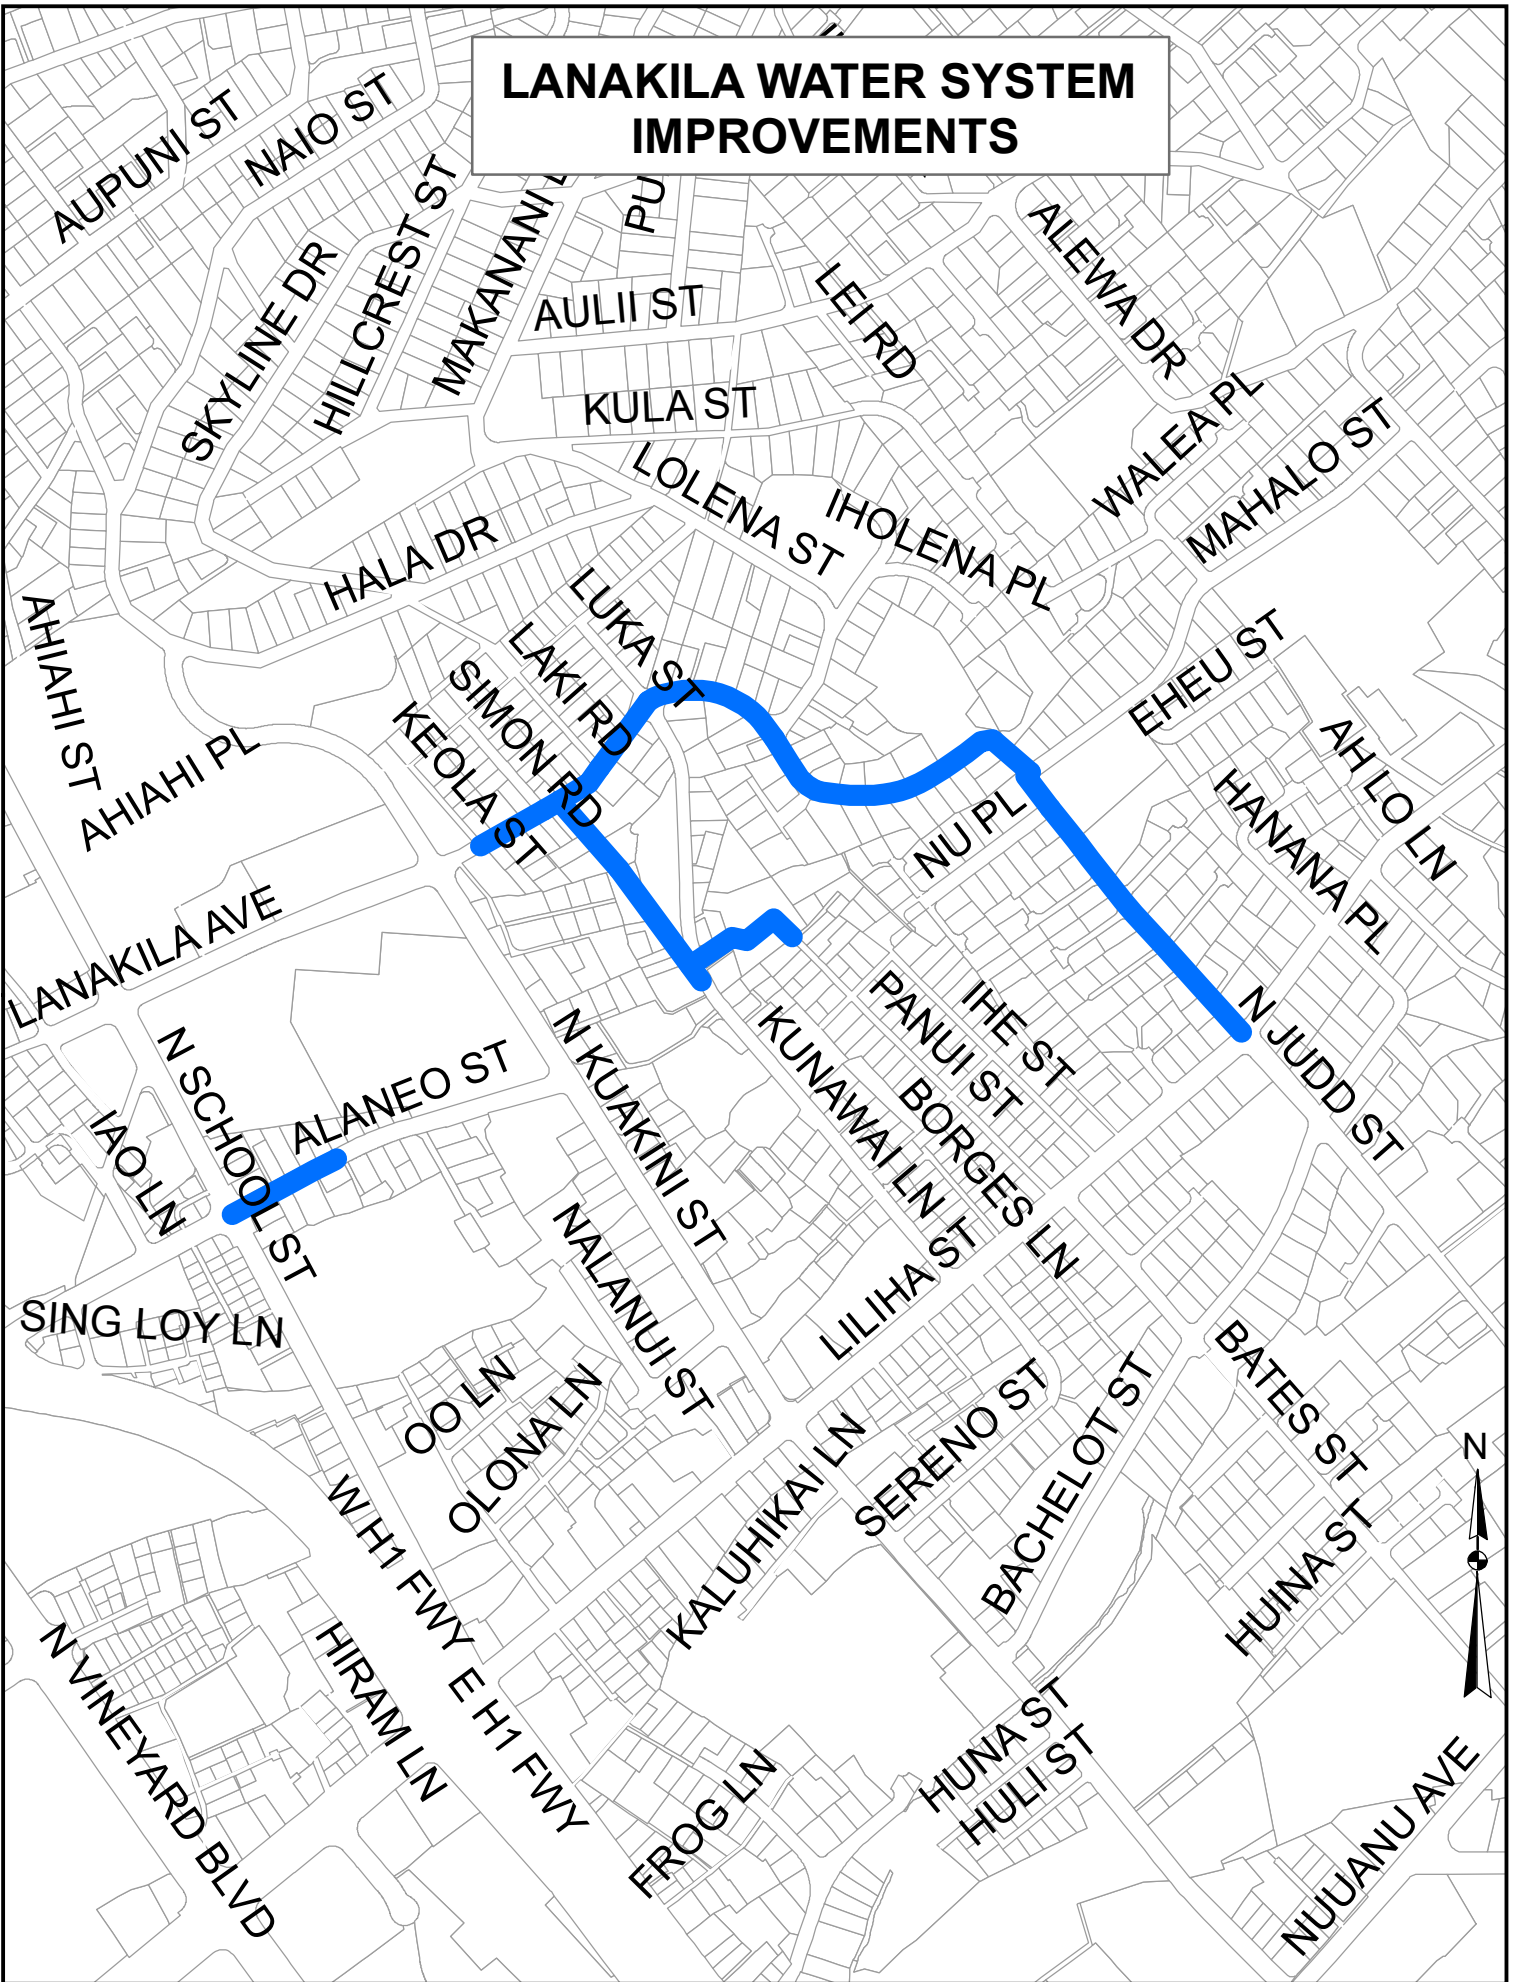 LANAKILA WATER SYSTEM
IMPROVEMENTS
AUPUNI ST
NAIO ST
SKYLINE DR
HILLCREST ST
MAKANANI
PU
AULII ST
LEI RD
ALEWA DR
KULA ST
WALEA PL
MAHALO ST
LOLENA ST
IHOLENA PL
HALA DR
LUKA ST
LAKI RD
SIMON RD
KEOLA ST
AHIAHI ST
AHIAHI PL
EHEU ST
AH LO LN
HANANA PL
NU PL
LANAKILA AVE
N SCHOOL ST
ALANEO ST
IAO LN
N KUAKINI ST
KUNAWAI LN
PANUI ST
IHE ST
BORGES LN
N JUDD ST
SING LOY LN
NALANUI ST
LILIHA ST
OO LN
OLONA LN
KALUHIKAI LN
SERENO ST
BACHELOT ST
BATES ST
HUINA ST
N
W H1 FWY
E H1 FWY
HIRAM LN
N VINEYARD BLVD
FROG LN
HUNA ST
HULI ST
NUUANU AVE